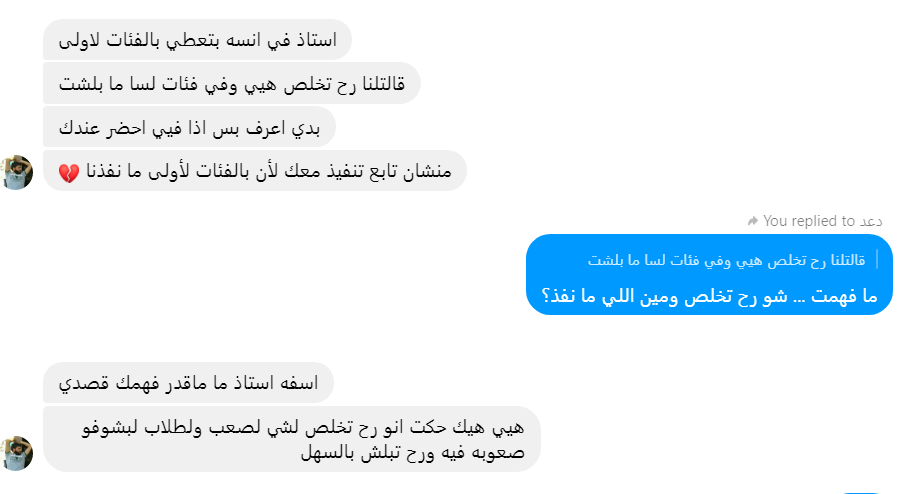 استاذ في انسه بتعطي بالفئات لاولى
قالتلنا رح تخلص هيي وفي فئات لسا ما بلشت
بدي اعرف بس اذا فيي احضر عندك
منشان تابع تنفيذ معك لأن بالفئات لأولى ما نفذنا 💔
You replied to دعد
قالتلنا رح تخلص هيي وفي فئات لسا ما بلشت
ما فهمت ... شو رح تخلص ومين اللي ما نفذ؟
اسفه استاذ ما ماقدر فهمك قصدي
هيي هيك حكت انو رح تخلص لشي لصعب ولطلاب لبشوفو
صعوبه فيه ورح تبلش بالسهل